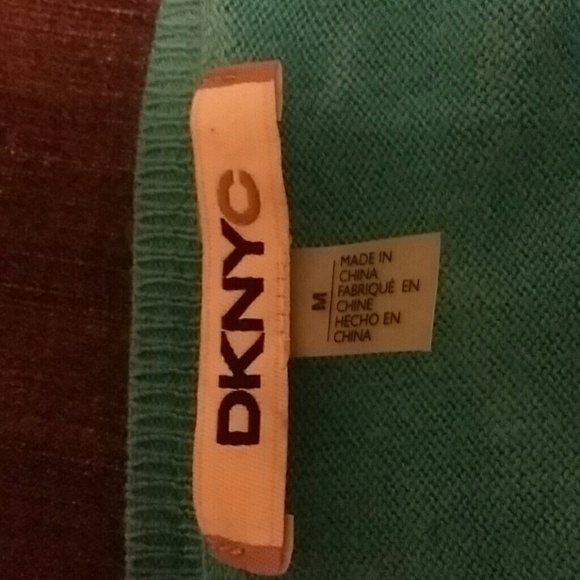 DKNYC
M
MADE IN
CHINA
FABRIQUÉ EN
CHINE
HECHO EN
CHINA